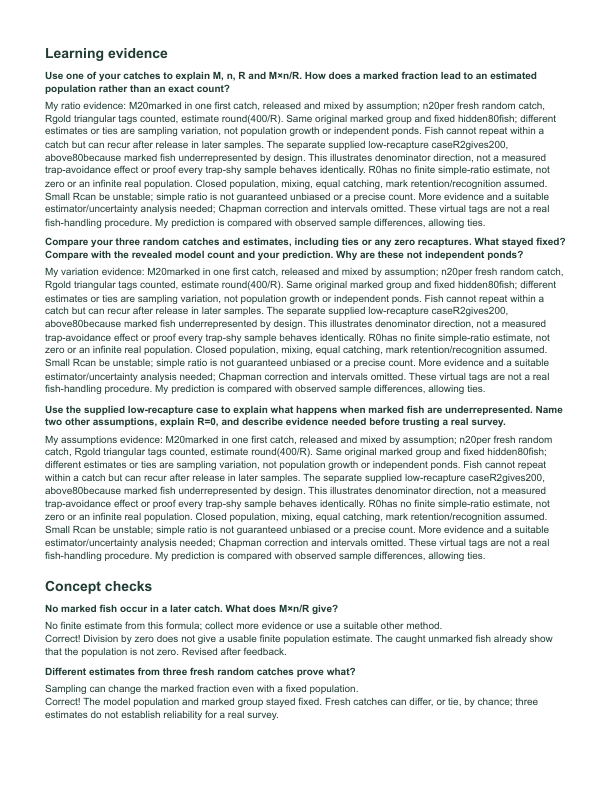 Learning evidence
Use one of your catches to explain M, n, R and M×n/R. How does a marked fraction lead to an estimated
population rather than an exact count?
My ratio evidence: M20marked in one first catch, released and mixed by assumption; n20per fresh random catch,
Rgold triangular tags counted, estimate round(400/R). Same original marked group and fixed hidden80fish; different
estimates or ties are sampling variation, not population growth or independent ponds. Fish cannot repeat within a
catch but can recur after release in later samples. The separate supplied low-recapture caseR2gives200,
above80because marked fish underrepresented by design. This illustrates denominator direction, not a measured
trap-avoidance effect or proof every trap-shy sample behaves identically. R0has no finite simple-ratio estimate, not
zero or an infinite real population. Closed population, mixing, equal catching, mark retention/recognition assumed.
Small Rcan be unstable; simple ratio is not guaranteed unbiased or a precise count. More evidence and a suitable
estimator/uncertainty analysis needed; Chapman correction and intervals omitted. These virtual tags are not a real
fish-handling procedure. My prediction is compared with observed sample differences, allowing ties.
Compare your three random catches and estimates, including ties or any zero recaptures. What stayed fixed?
Compare with the revealed model count and your prediction. Why are these not independent ponds?
My variation evidence: M20marked in one first catch, released and mixed by assumption; n20per fresh random catch,
Rgold triangular tags counted, estimate round(400/R). Same original marked group and fixed hidden80fish; different
estimates or ties are sampling variation, not population growth or independent ponds. Fish cannot repeat within a
catch but can recur after release in later samples. The separate supplied low-recapture caseR2gives200,
above80because marked fish underrepresented by design. This illustrates denominator direction, not a measured
trap-avoidance effect or proof every trap-shy sample behaves identically. R0has no finite simple-ratio estimate, not
zero or an infinite real population. Closed population, mixing, equal catching, mark retention/recognition assumed.
Small Rcan be unstable; simple ratio is not guaranteed unbiased or a precise count. More evidence and a suitable
estimator/uncertainty analysis needed; Chapman correction and intervals omitted. These virtual tags are not a real
fish-handling procedure. My prediction is compared with observed sample differences, allowing ties.
Use the supplied low-recapture case to explain what happens when marked fish are underrepresented. Name
two other assumptions, explain R=0, and describe evidence needed before trusting a real survey.
My assumptions evidence: M20marked in one first catch, released and mixed by assumption; n20per fresh random
catch, Rgold triangular tags counted, estimate round(400/R). Same original marked group and fixed hidden80fish;
different estimates or ties are sampling variation, not population growth or independent ponds. Fish cannot repeat
within a catch but can recur after release in later samples. The separate supplied low-recapture caseR2gives200,
above80because marked fish underrepresented by design. This illustrates denominator direction, not a measured
trap-avoidance effect or proof every trap-shy sample behaves identically. R0has no finite simple-ratio estimate, not
zero or an infinite real population. Closed population, mixing, equal catching, mark retention/recognition assumed.
Small Rcan be unstable; simple ratio is not guaranteed unbiased or a precise count. More evidence and a suitable
estimator/uncertainty analysis needed; Chapman correction and intervals omitted. These virtual tags are not a real
fish-handling procedure. My prediction is compared with observed sample differences, allowing ties.
Concept checks
No marked fish occur in a later catch. What does M×n/R give?
No finite estimate from this formula; collect more evidence or use a suitable other method.
Correct! Division by zero does not give a usable finite population estimate. The caught unmarked fish already show
that the population is not zero. Revised after feedback.
Different estimates from three fresh random catches prove what?
Sampling can change the marked fraction even with a fixed population.
Correct! The model population and marked group stayed fixed. Fresh catches can differ, or tie, by chance; three
estimates do not establish reliability for a real survey.